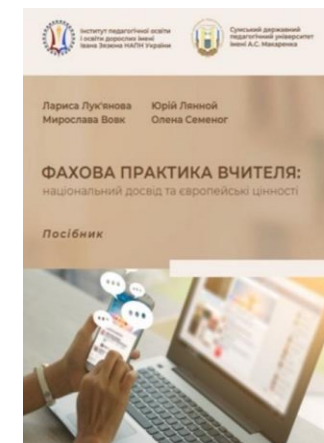 Інститут педагогічної освіти
і освіти дорослих імені
Івана Зязюна НАПН України
Сумський державний
педагогічний університет
імені А.С. Макаренка
Лариса Лук'янова
Мирослава Вовк
Юрій Лянной
Олена Семеног
ФАХОВА ПРАКТИКА ВЧИТЕЛЯ:
національний досвід та європейські цінності
Посібник